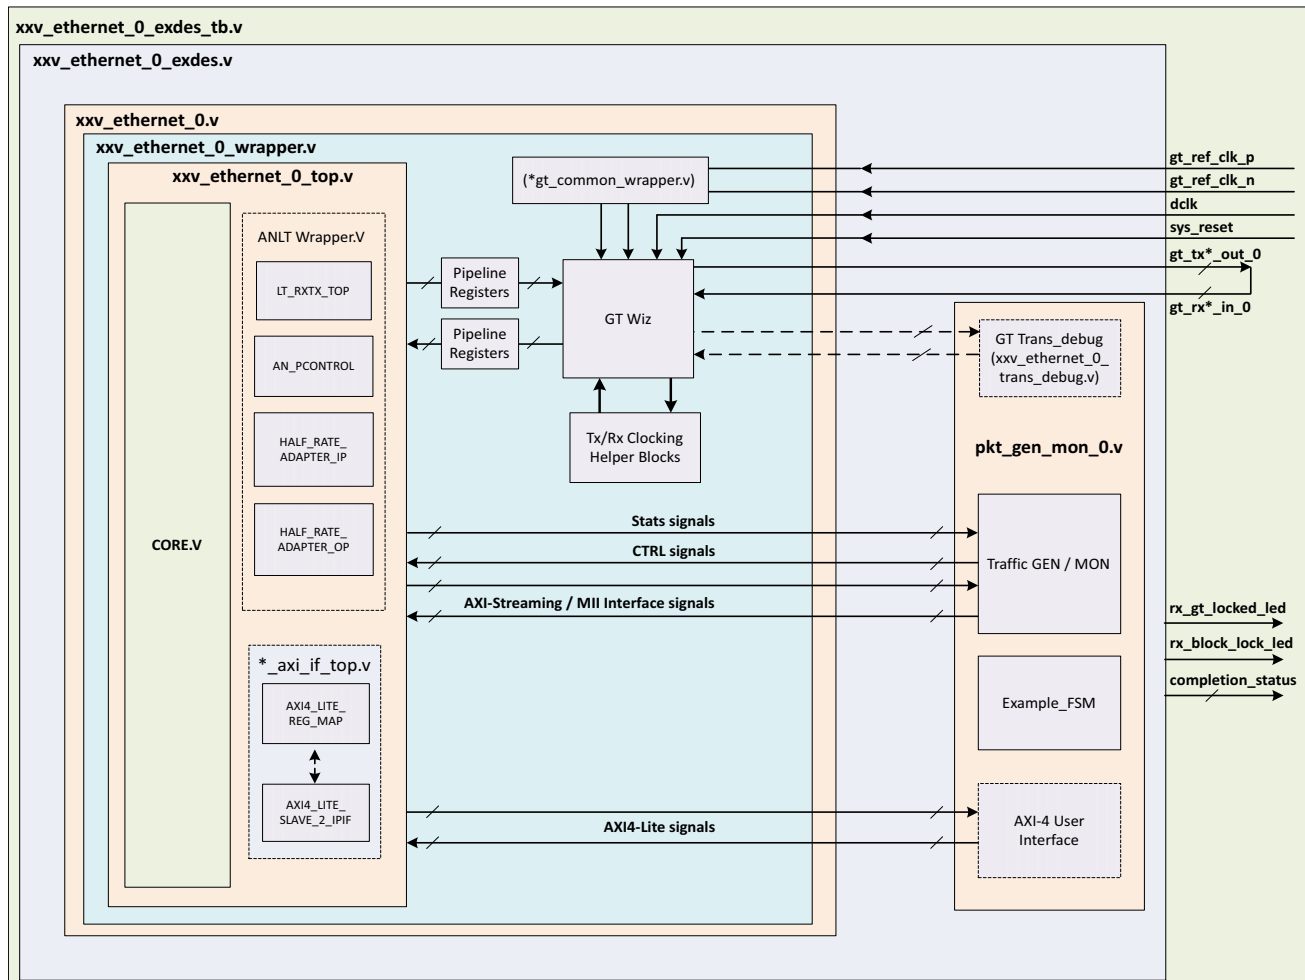 xxv_ethernet_0_exdes_tb.v
xxv_ethernet_0_exdes.v
xxv_ethernet_0.v
xxv_ethernet_0_wrapper.v
xxv_ethernet_0_top.v
CORE.V
ANLT Wrapper.V
LT_RXTX_TOP
AN_PCONTROL
HALF_RATE_
ADAPTER_IP
HALF_RATE_
ADAPTER_OP
*_axi_if_top.v
AXI4_LITE_
REG_MAP
AXI4_LITE_
SLAVE_2_IPIF
Pipeline
Registers
Pipeline
Registers
(*gt_common_wrapper.v)
GT Wiz
Tx/Rx Clocking
Helper Blocks
Stats signals
CTRL signals
AXI-Streaming / MII Interface signals
AXI4-Lite signals
GT Trans_debug
(xxv_ethernet_0_
trans_debug.v)
pkt_gen_mon_0.v
Traffic GEN / MON
Example_FSM
AXI-4 User
Interface
gt_ref_clk_p
gt_ref_clk_n
dclk
sys_reset
gt_tx*_out_0
gt_rx*_in_0
rx_gt_locked_led
rx_block_lock_led
completion_status